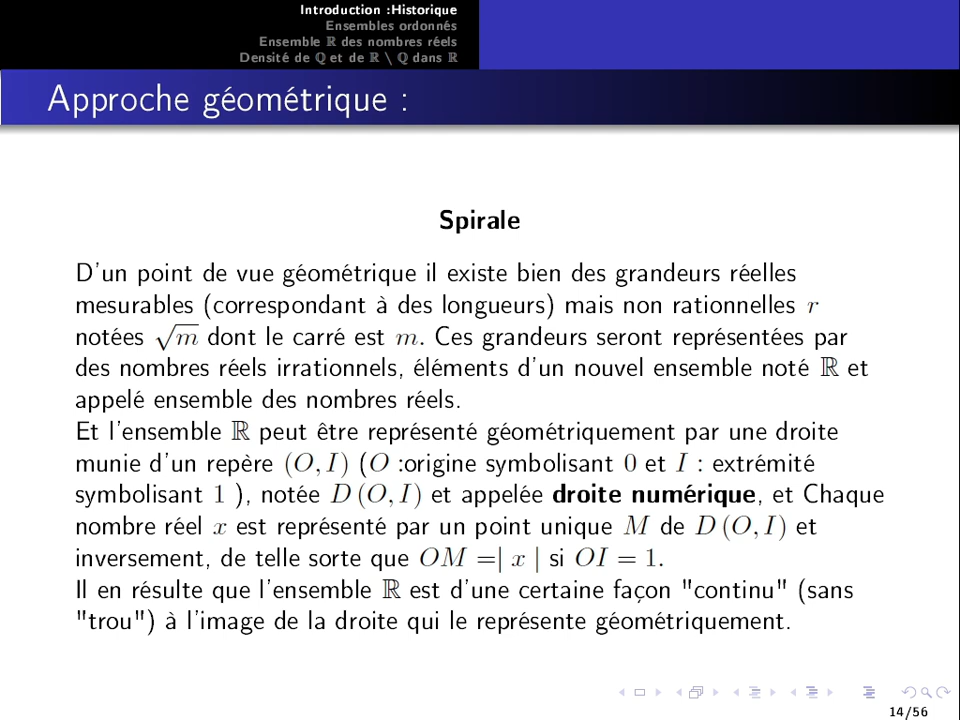 Introduction :Historique
Ensembles ordonnés
Ensemble ℝ des nombres réels
Densité de ℚ et de ℝ \ ℚ dans ℝ
Approche géométrique :
Spirale
D'un point de vue géométrique il existe bien des grandeurs réelles
mesurables (correspondant à des longueurs) mais non rationnelles r
notées √m dont le carré est m. Ces grandeurs seront représentées par
des nombres réels irrationnels, éléments d'un nouvel ensemble noté ℝ et
appelé ensemble des nombres réels.
Et l'ensemble ℝ peut être représenté géométriquement par une droite
munie d'un repère (O, I) (O :origine symbolisant 0 et I : extrémité
symbolisant 1 ), notée D (O, I) et appelée droite numérique, et Chaque
nombre réel x est représenté par un point unique M de D (O, I) et
inversement, de telle sorte que OM =| x | si OI = 1.
Il en résulte que l'ensemble ℝ est d'une certaine façon "continu" (sans
"trou") à l'image de la droite qui le représente géométriquement.
14/56